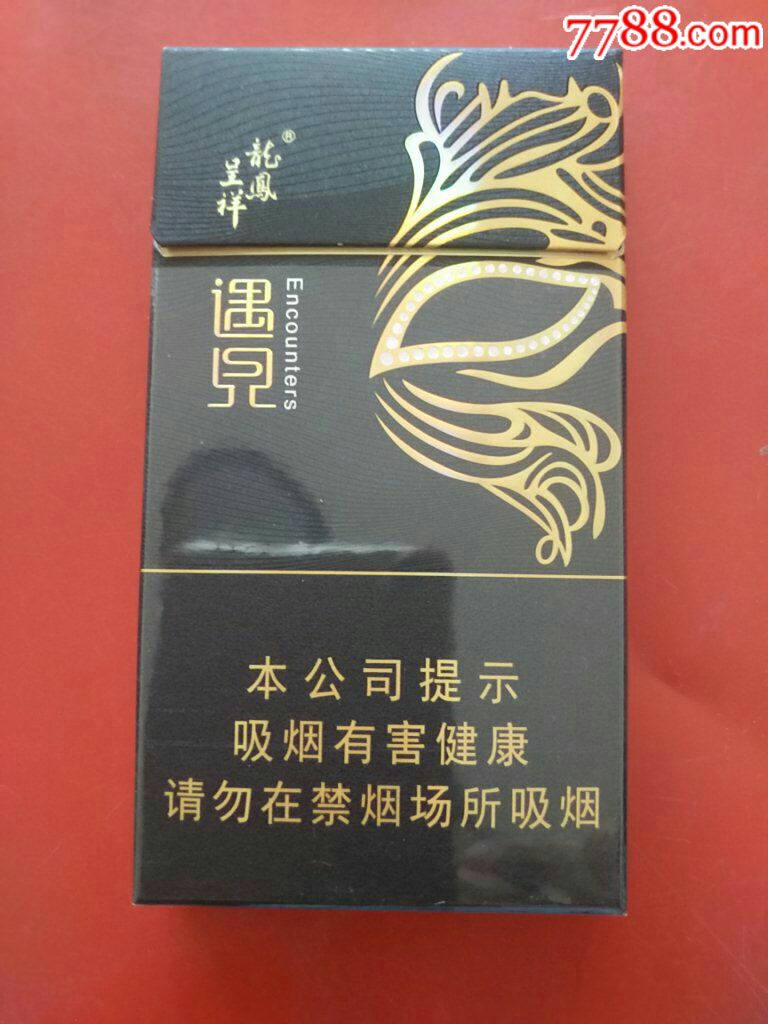 7788.com
龍鳳®
呈祥
遇見
Encounters
本公司提示
吸烟有害健康
请勿在禁烟场所吸烟